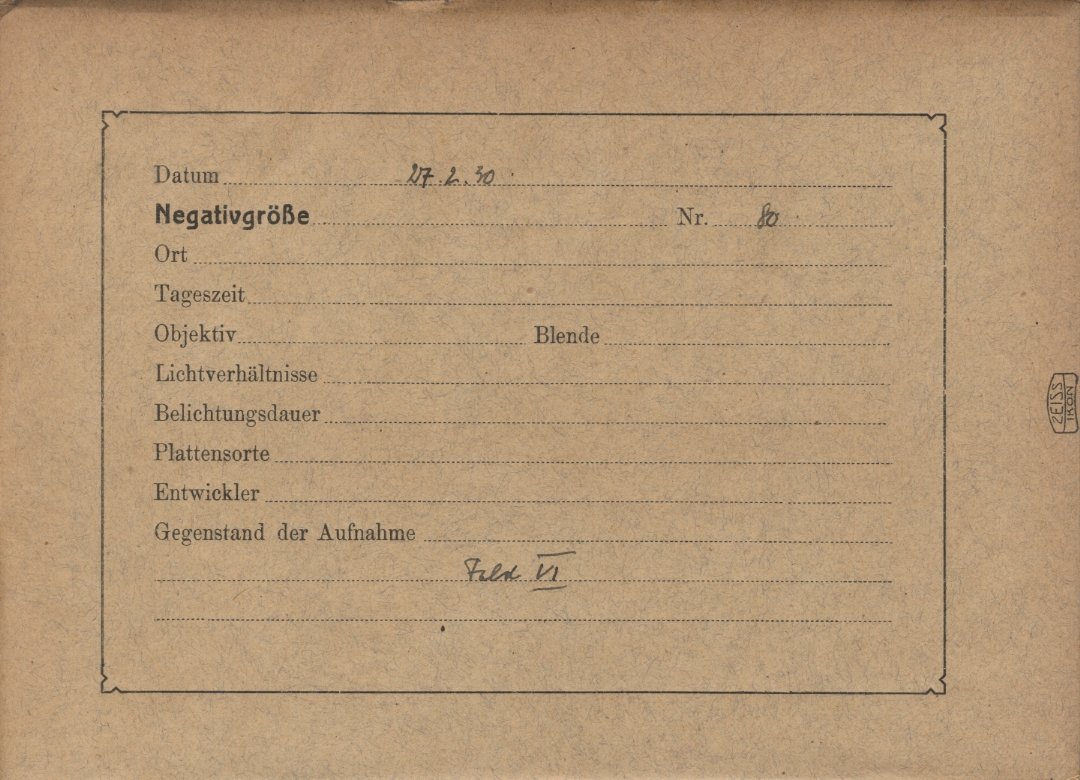 Datum 27.2.30.
Negativgröße Nr. 80.
Ort
Tageszeit
Objektiv Blende
Lichtverhältnisse
Belichtungsdauer
Plattensorte
Entwickler
Gegenstand der Aufnahme
Feld VI
ZEISS
IKON